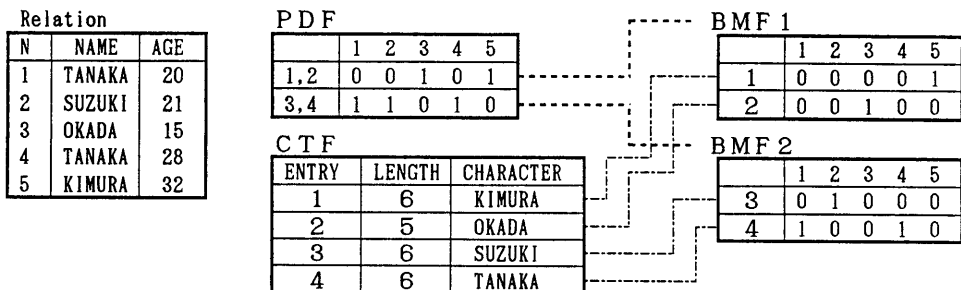 Relation
N NAME AGE
1 TANAKA 20
2 SUZUKI 21
3 OKADA 15
4 TANAKA 28
5 KIMURA 32
PDF
1 2 3 4 5
1,2 0 0 1 0 1
3,4 1 1 0 1 0
CTF
ENTRY LENGTH CHARACTER
1 6 KIMURA
2 5 OKADA
3 6 SUZUKI
4 6 TANAKA
BMF1
1 2 3 4 5
1 0 0 0 0 1
2 0 0 1 0 0
BMF2
1 2 3 4 5
3 0 1 0 0 0
4 1 0 0 1 0